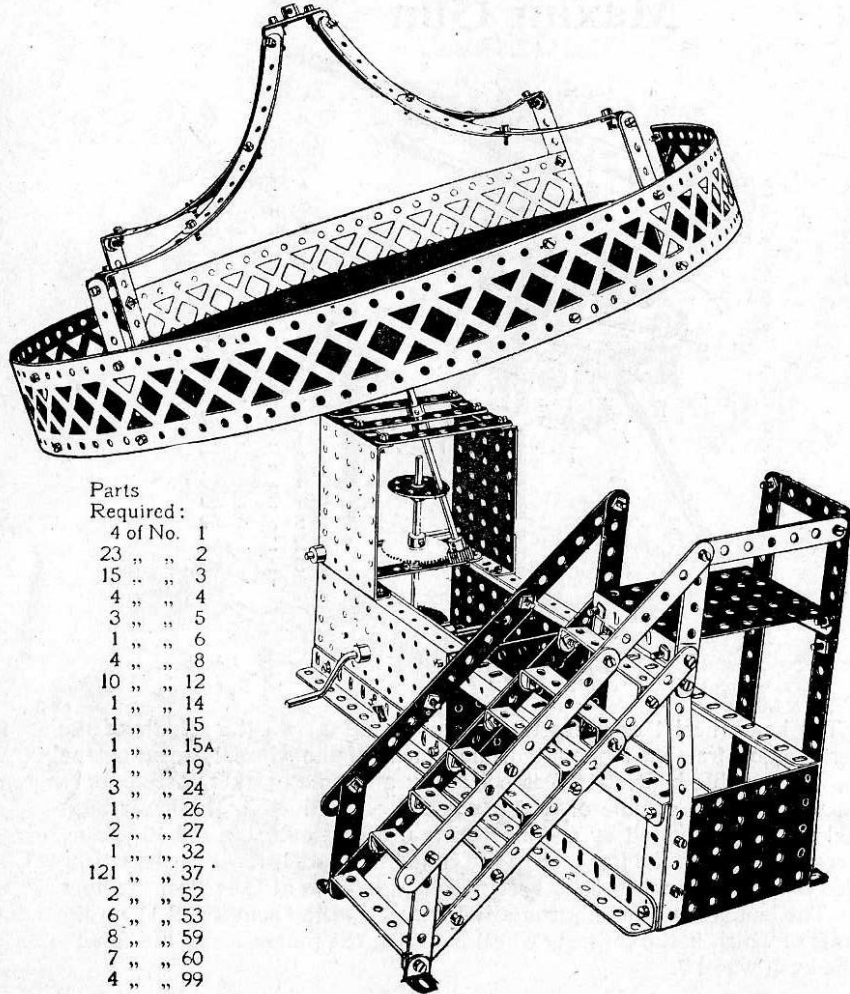 Parts
Required :
4 of No. 1
23 „ „ 2
15 „ „ 3
4 „ „ 4
3 „ „ 5
1 „ „ 6
4 „ „ 8
10 „ „ 12
1 „ „ 14
1 „ „ 15
1 „ „ 15A
1 „ „ 19
3 „ „ 24
1 „ „ 26
2 „ „ 27
1 „ „ 32
121 „ „ 37
2 „ „ 52
6 „ „ 53
8 „ „ 59
7 „ „ 60
4 „ „ 99